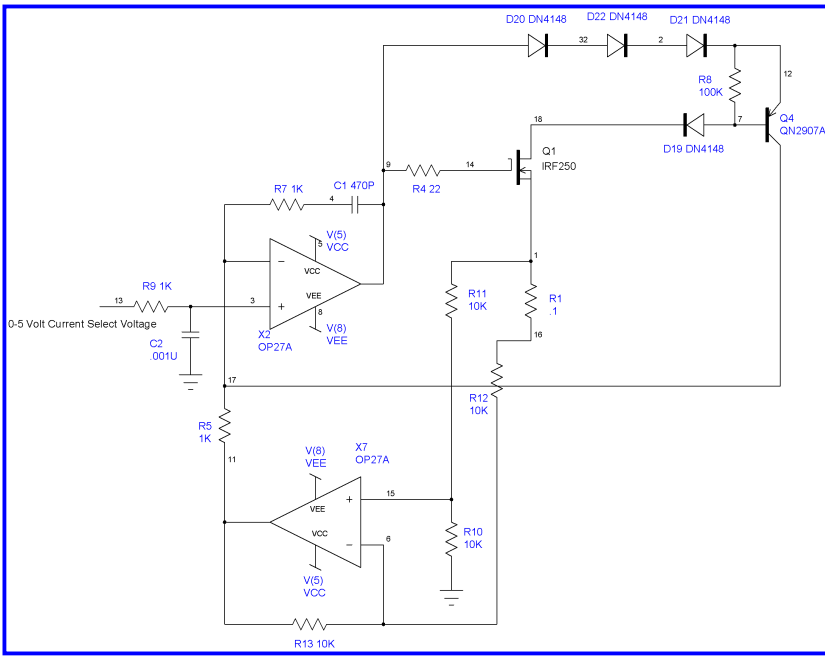 D20 DN4148
D22 DN4148
D21 DN4148
32
2
12
R8
100K
18
7
Q4
QN2907A
D19 DN4148
Q1
IRF250
9
14
R4 22
C1 470P
R7 1K
4
V(5)
VCC
5
VCC
R9 1K
13
3
VEE
8
V(8)
VEE
X2
OP27A
0-5 Volt Current Select Voltage
C2
.001U
1
R11
10K
R1
.1
16
17
R12
10K
R5
1K
11
V(8)
VEE
X7
OP27A
VEE
15
VCC
6
R10
10K
V(5)
VCC
R13 10K